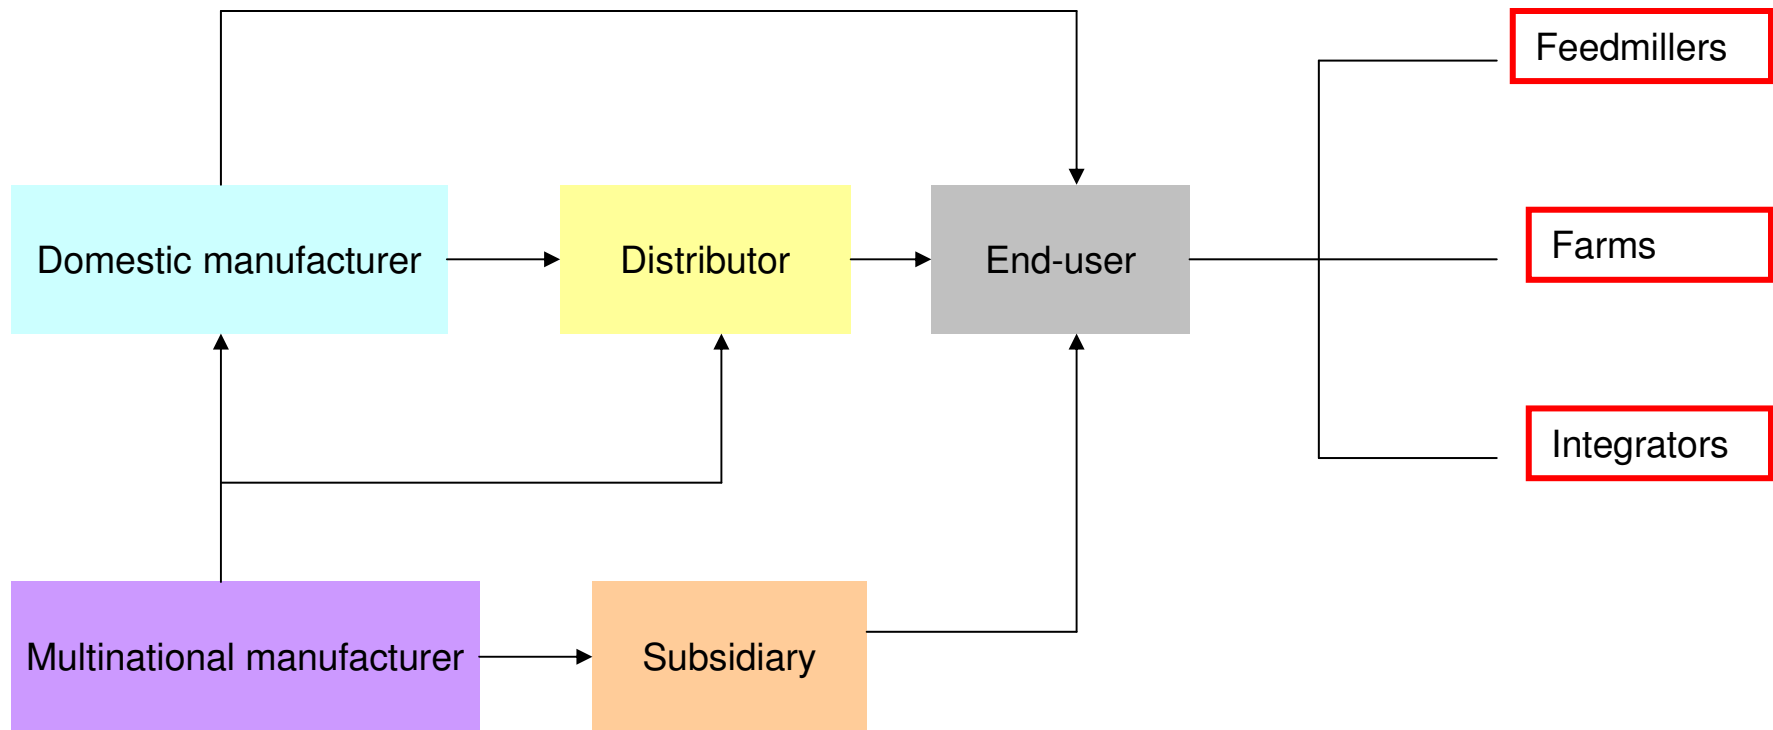 Feedmillers
Domestic manufacturer
Distributor
End-user
Farms
Integrators
Multinational manufacturer
Subsidiary